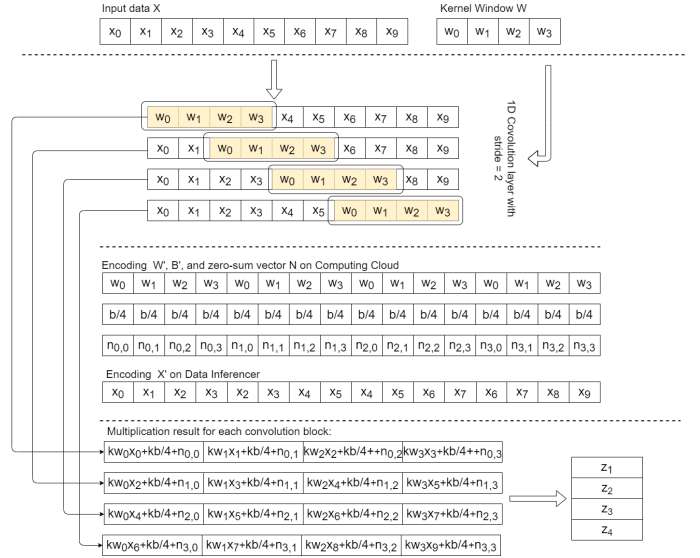 Input data X
Kernel Window W
x0 x1 x2 x3 x4 x5 x6 x7 x8 x9
w0 w1 w2 w3
w0 w1 w2 w3 x4 x5 x6 x7 x8 x9
x0 x1 w0 w1 w2 w3 x6 x7 x8 x9
x0 x1 x2 x3 w0 w1 w2 w3 x8 x9
x0 x1 x2 x3 x4 x5 w0 w1 w2 w3
1D Covolution layer with
stride = 2
Encoding W', B', and zero-sum vector N on Computing Cloud
w0 w1 w2 w3 w0 w1 w2 w3 w0 w1 w2 w3 w0 w1 w2 w3
b/4 b/4 b/4 b/4 b/4 b/4 b/4 b/4 b/4 b/4 b/4 b/4 b/4 b/4 b/4 b/4
n0,0 n0,1 n0,2 n0,3 n1,0 n1,1 n1,2 n1,3 n2,0 n2,1 n2,2 n2,3 n3,0 n3,1 n3,2 n3,3
Encoding X' on Data Inferencer
x0 x1 x2 x3 x2 x3 x4 x5 x4 x5 x6 x7 x6 x7 x8 x9
Multiplication result for each convolution block:
kw0x0+kb/4+n0,0 kw1x1+kb/4+n0,1 kw2x2+kb/4++n0,2 kw3x3+kb/4++n0,3
kw0x2+kb/4+n1,0 kw1x3+kb/4+n1,1 kw2x4+kb/4+n1,2 kw3x5+kb/4+n1,3
kw0x4+kb/4+n2,0 kw1x5+kb/4+n2,1 kw2x6+kb/4+n2,2 kw3x7+kb/4+n2,3
kw0x6+kb/4+n3,0 kw1x7+kb/4+n3,1 kw2x8+kb/4+n3,2 kw3x9+kb/4+n3,3
z1
z2
z3
z4